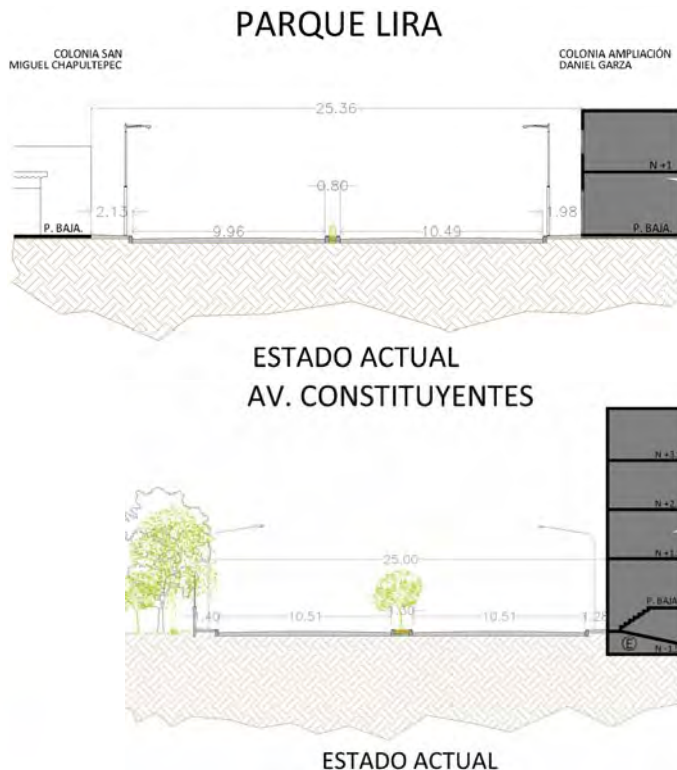 PARQUE LIRA
COLONIA SAN
MIGUEL CHAPULTEPEC
COLONIA AMPLIACIÓN
DANIEL GARZA
25.36
N +1
0.80
2.13
1.98
P. BAJA.
9.96
10.49
P. BAJA.
ESTADO ACTUAL
AV. CONSTITUYENTES
N +3
N +2
25.00
N +1
P. BAJA
1.40
10.51
10.51
1.28
E
N -1
ESTADO ACTUAL